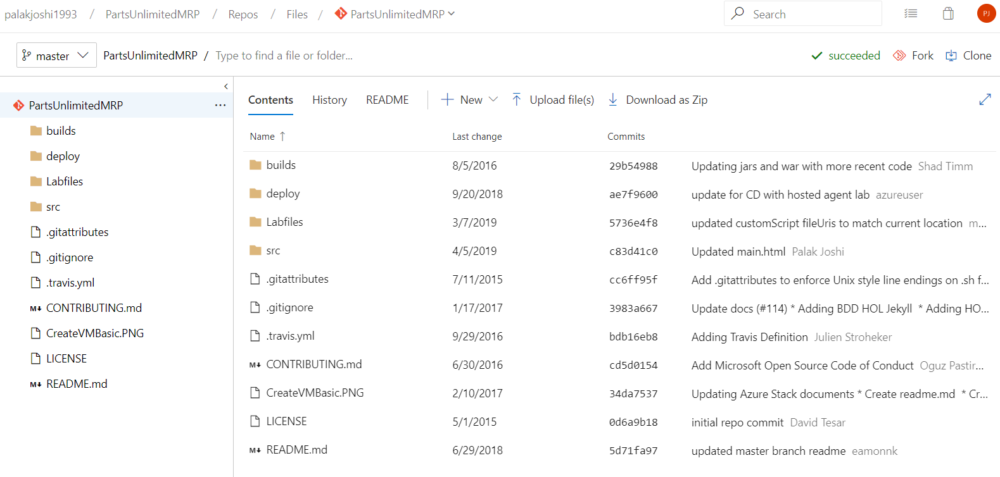 palakjoshi1993 / PartsUnlimitedMRP / Repos / Files / PartsUnlimitedMRP
Search
PJ
master
PartsUnlimitedMRP / Type to find a file or folder...
succeeded
Fork
Clone
PartsUnlimitedMRP ...
builds
deploy
Labfiles
src
.gitattributes
.gitignore
.travis.yml
M↓ CONTRIBUTING.md
CreateVMBasic.PNG
LICENSE
M↓ README.md
Contents History README New Upload file(s) Download as Zip
Name ↑ Last change Commits
builds 8/5/2016 29b54988 Updating jars and war with more recent code Shad Timm
deploy 9/20/2018 ae7f9600 update for CD with hosted agent lab azureuser
Labfiles 3/7/2019 5736e4f8 updated customScript fileUris to match current location m...
src 4/5/2019 c83d41c0 Updated main.html Palak Joshi
.gitattributes 7/11/2015 cc6ff95f Add .gitattributes to enforce Unix style line endings on .sh f...
.gitignore 1/17/2017 3983a667 Update docs (#114) * Adding BDD HOL Jekyll * Adding HO...
.travis.yml 9/29/2016 bdb16eb8 Adding Travis Definition Julien Stroheker
M↓ CONTRIBUTING.md 6/30/2016 cd5d0154 Add Microsoft Open Source Code of Conduct Oguz Pastir...
CreateVMBasic.PNG 2/10/2017 34da7537 Updating Azure Stack documents * Create readme.md * Cr...
LICENSE 5/1/2015 0d6a9b18 initial repo commit David Tesar
M↓ README.md 6/29/2018 5d71fa97 updated master branch readme eamonnk